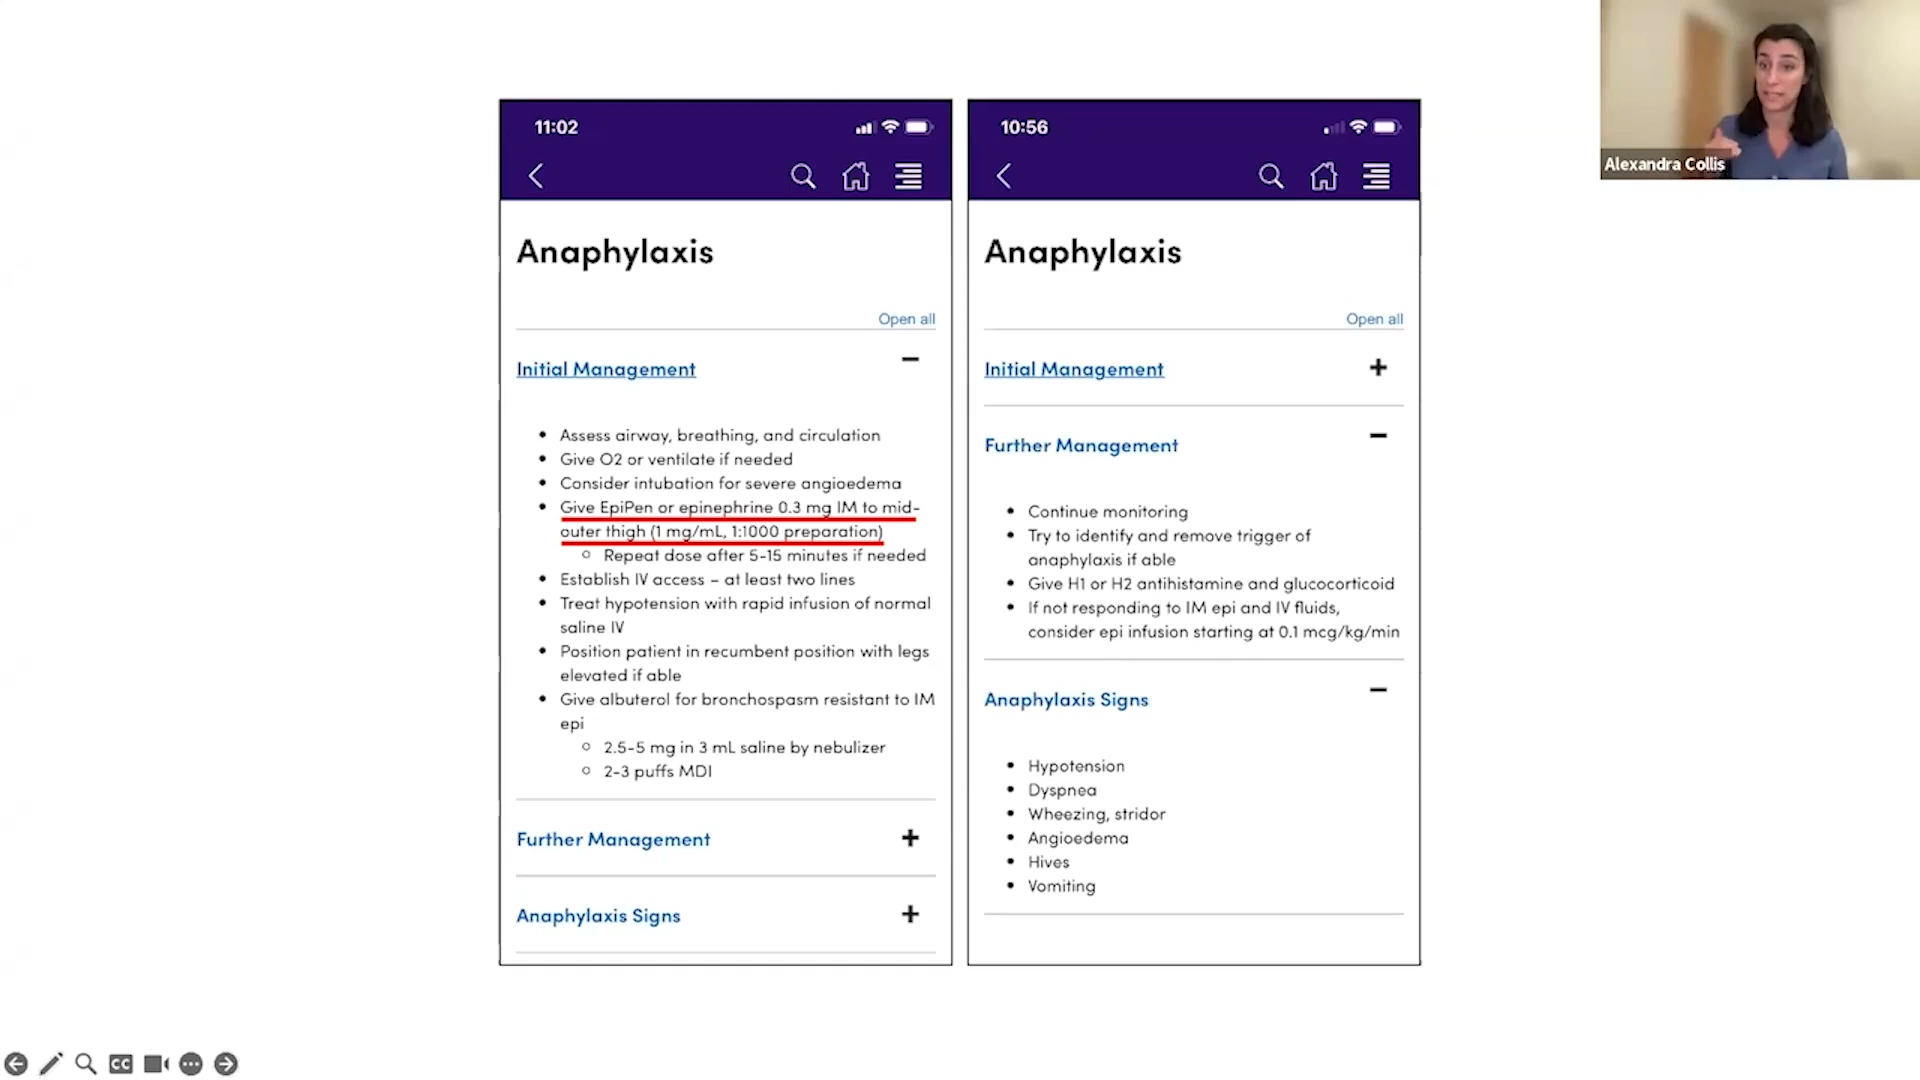 11:02
Anaphylaxis
Open all
Initial Management
Assess airway, breathing, and circulation
Give O2 or ventilate if needed
Consider intubation for severe angioedema
Give EpiPen or epinephrine 0.3 mg IM to mid-
outer thigh (1 mg/mL, 1:1000 preparation)
Repeat dose after 5-15 minutes if needed
Establish IV access – at least two lines
Treat hypotension with rapid infusion of normal
saline IV
Position patient in recumbent position with legs
elevated if able
Give albuterol for bronchospasm resistant to IM
epi
2.5-5 mg in 3 mL saline by nebulizer
2-3 puffs MDI
Further Management
Anaphylaxis Signs
10:56
Anaphylaxis
Open all
Initial Management
Further Management
Continue monitoring
Try to identify and remove trigger of
anaphylaxis if able
Give H1 or H2 antihistamine and glucocorticoid
If not responding to IM epi and IV fluids,
consider epi infusion starting at 0.1 mcg/kg/min
Anaphylaxis Signs
Hypotension
Dyspnea
Wheezing, stridor
Angioedema
Hives
Vomiting
Alexandra Collis
CC